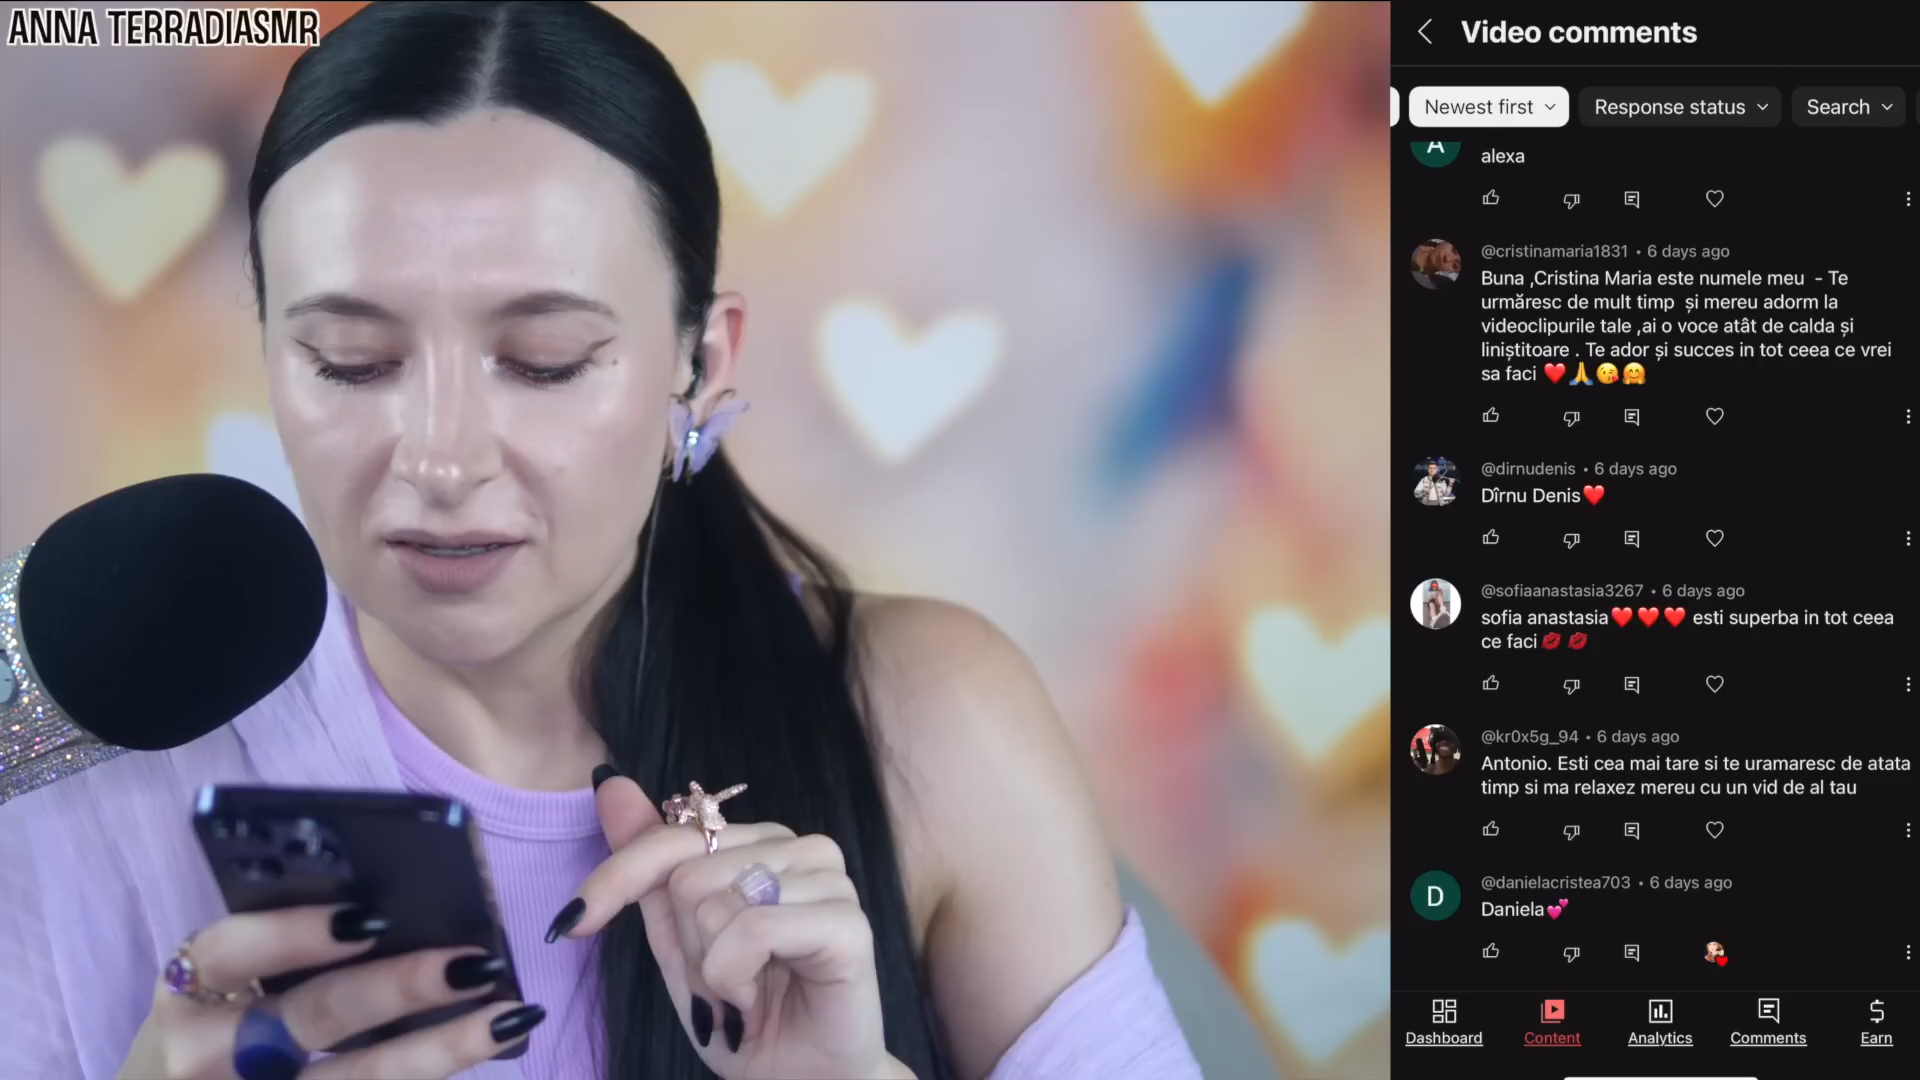 ANNA TERRADIASMR
Video comments
Newest first
Response status
Search
A
alexa
@cristinamaria1831 • 6 days ago
Buna ,Cristina Maria este numele meu - Te
urmăresc de mult timp și mereu adorm la
videoclipurile tale ,ai o voce atât de calda și
liniștitoare . Te ador și succes in tot ceea ce vrei
sa faci ❤️🙏😘🤗
@dirnudenis • 6 days ago
Dîrnu Denis❤️
@sofiaanastasia3267 • 6 days ago
sofia anastasia❤️❤️❤️ esti superba in tot ceea
ce faci💋💋
@kr0x5g_94 • 6 days ago
Antonio. Esti cea mai tare si te uramaresc de atata
timp si ma relaxez mereu cu un vid de al tau
D
@danielacristea703 • 6 days ago
Daniela💕
Dashboard
Content
Analytics
Comments
Earn